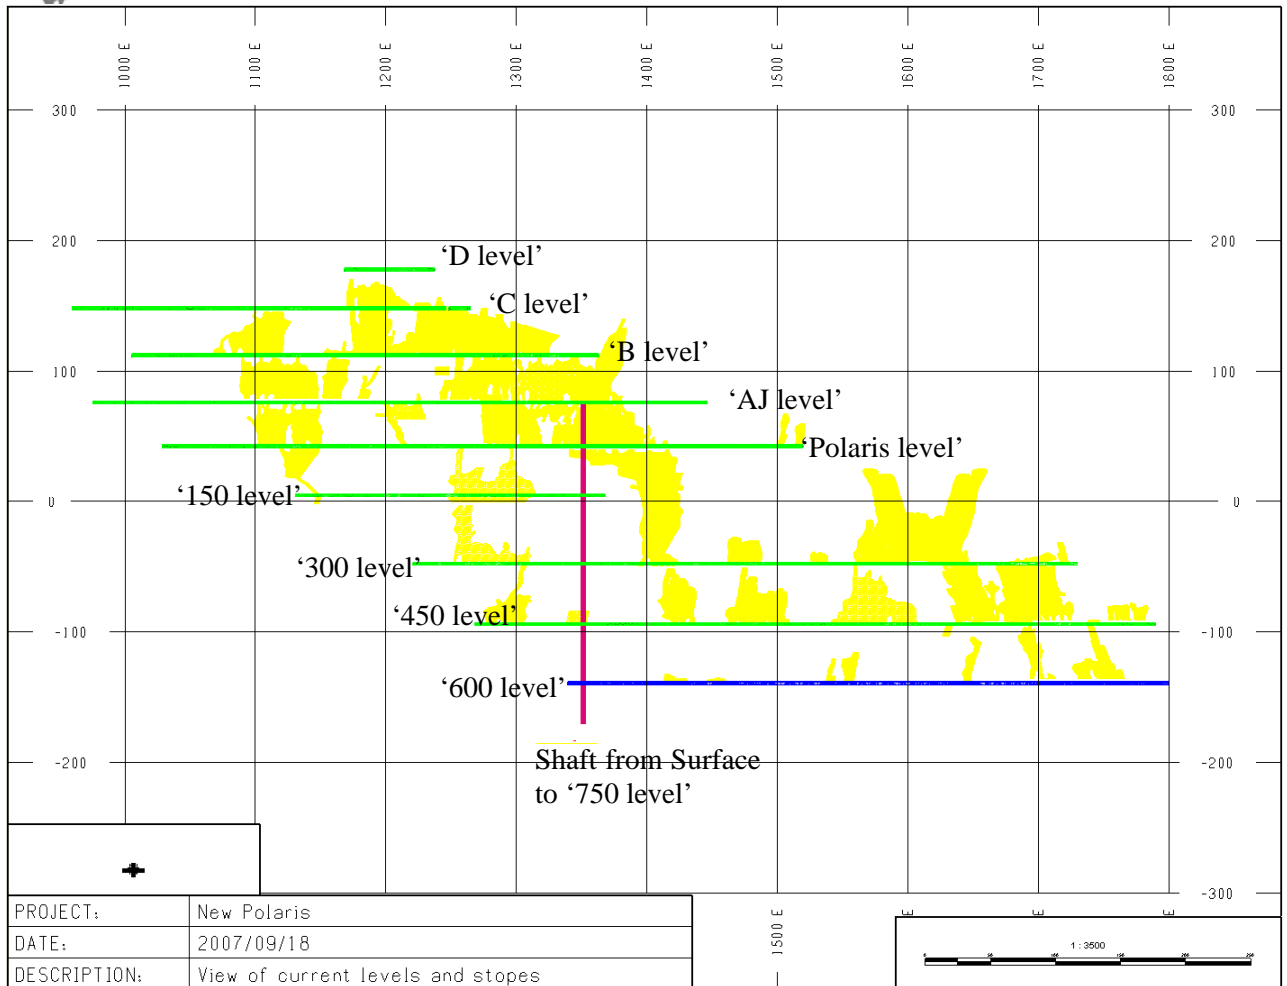 1000 E
1100 E
1200 E
1300 E
1400 E
1500 E
1600 E
1700 E
1800 E
300 300
200 200
‘D level’
‘C level’
‘B level’
100 100
‘AJ level’
‘Polaris level’
‘150 level’
0 0
‘300 level’
‘450 level’
-100 -100
‘600 level’
-200 -200
Shaft from Surface
to ‘750 level’
-300
PROJECT: New Polaris
DATE: 2007/09/18
DESCRIPTION: View of current levels and stopes
1500 E
1 : 3500